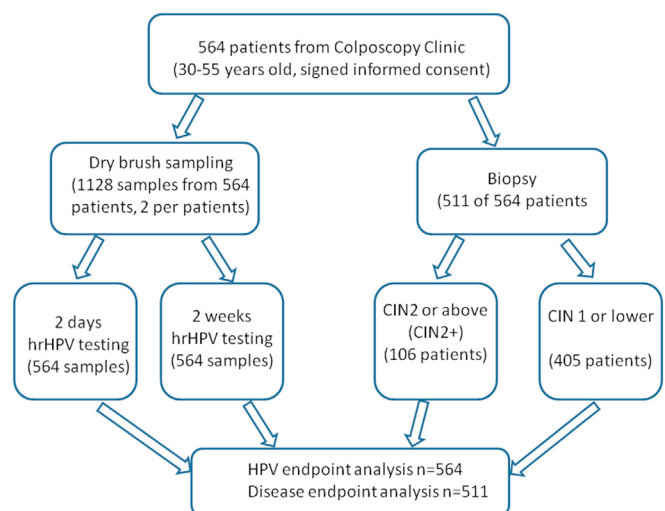 564 patients from Colposcopy Clinic
(30-55 years old, signed informed consent)
Dry brush sampling
(1128 samples from 564
patients, 2 per patients)
Biopsy
(511 of 564 patients
2 days
hrHPV testing
(564 samples)
2 weeks
hrHPV testing
(564 samples)
CIN2 or above
(CIN2+)
(106 patients)
CIN 1 or lower
(405 patients)
HPV endpoint analysis n=564
Disease endpoint analysis n=511